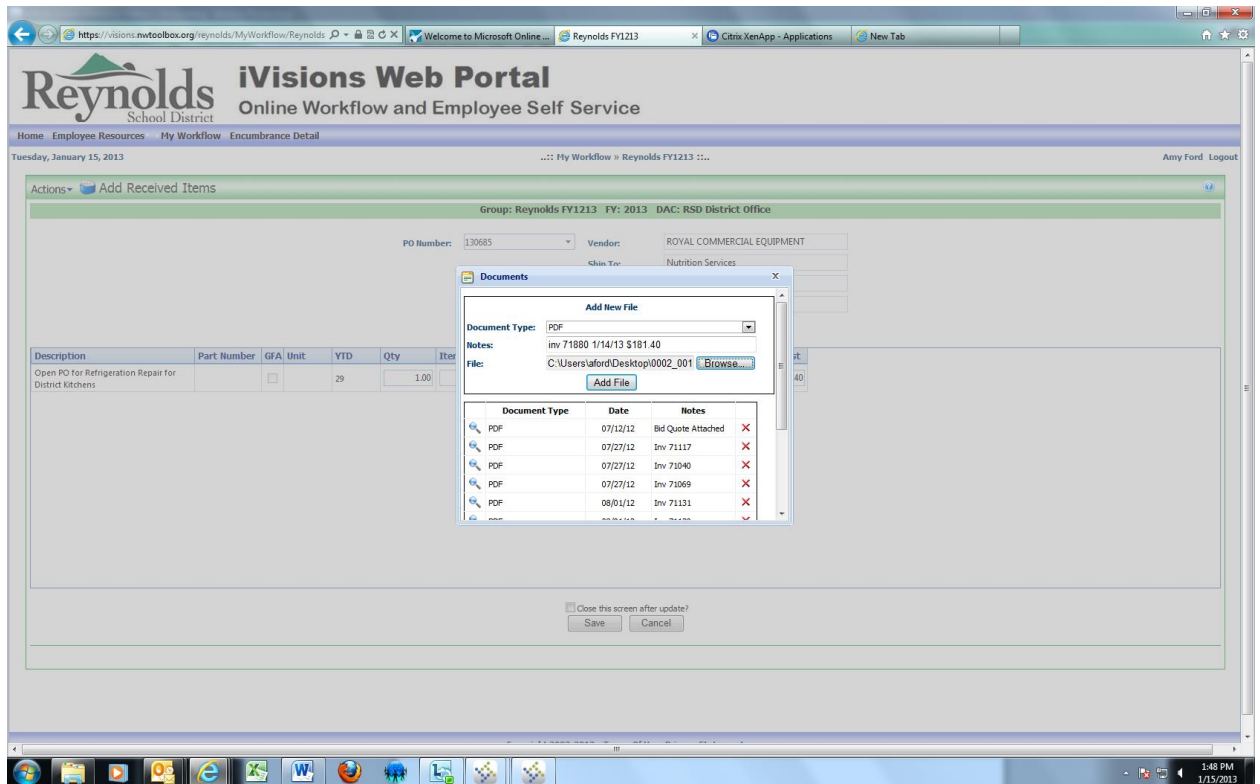 https://visions.nwtoolbox.org/reynolds/MyWorkflow/Reynolds
Welcome to Microsoft Online ...
Reynolds FY1213
Citrix XenApp - Applications
New Tab
Reynolds
School District
iVisions Web Portal
Online Workflow and Employee Self Service
Home Employee Resources My Workflow Encumbrance Detail
Tuesday, January 15, 2013
..:: My Workflow » Reynolds FY1213 ::..
Amy Ford Logout
Actions Add Received Items
Group: Reynolds FY1213 FY: 2013 DAC: RSD District Office
PO Number: 130685 Vendor: ROYAL COMMERCIAL EQUIPMENT
Ship To: Nutrition Services
Documents x
Add New File
Document Type: PDF
Notes: inv 71880 1/14/13 $181.40
File: C:\Users\aford\Desktop\0002_001 Browse...
Add File
Document Type Date Notes
PDF 07/12/12 Bid Quote Attached
PDF 07/27/12 Inv 71117
PDF 07/27/12 Inv 71040
PDF 07/27/12 Inv 71069
PDF 08/01/12 Inv 71131
Description Part Number GFA Unit YTD Qty
Open PO for Refrigeration Repair for
District Kitchens
29 1.00
40
Close this screen after update?
Save Cancel
1:48 PM
1/15/2013